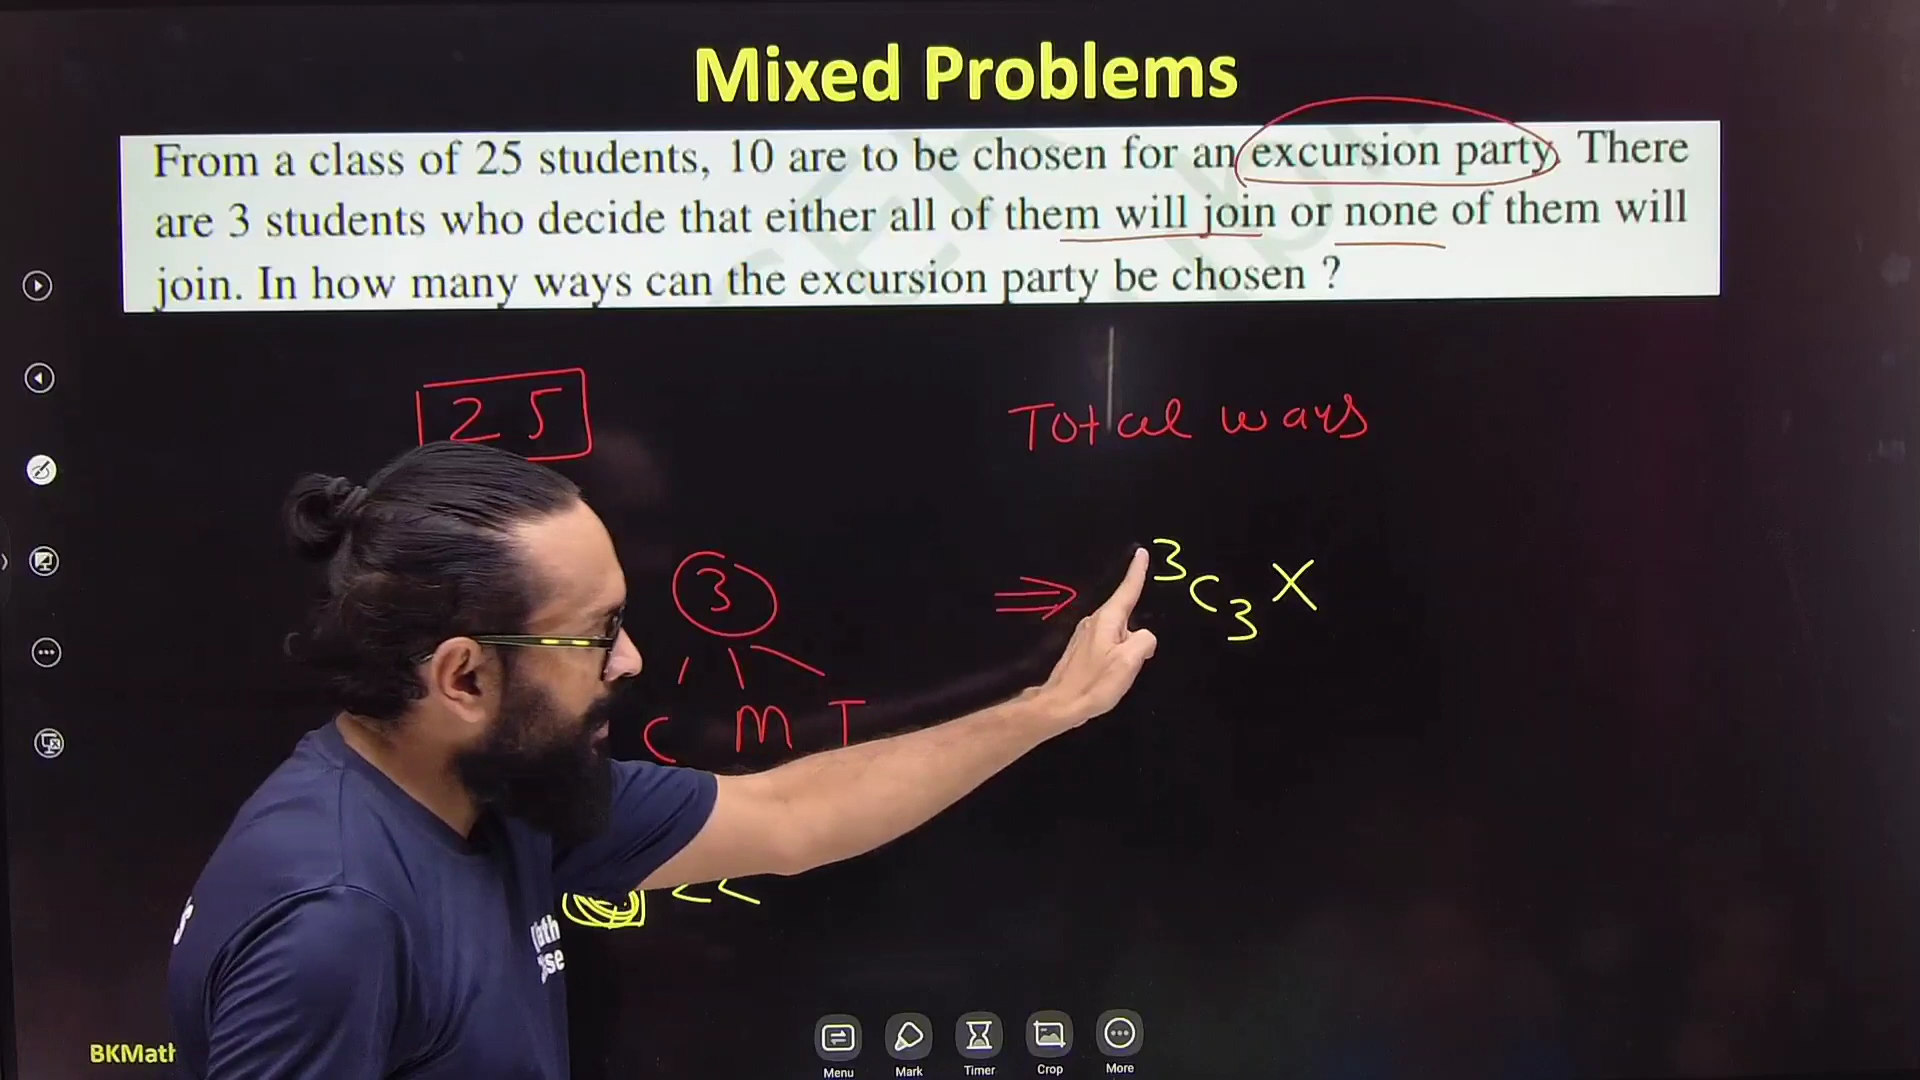 Mixed Problems
From a class of 25 students, 10 are to be chosen for an excursion party. There
are 3 students who decide that either all of them will join or none of them will
join. In how many ways can the excursion party be chosen ?
25
Total ways
3
⇒ ³C₃ X
C M T
BKMath
Menu Mark Timer Crop More